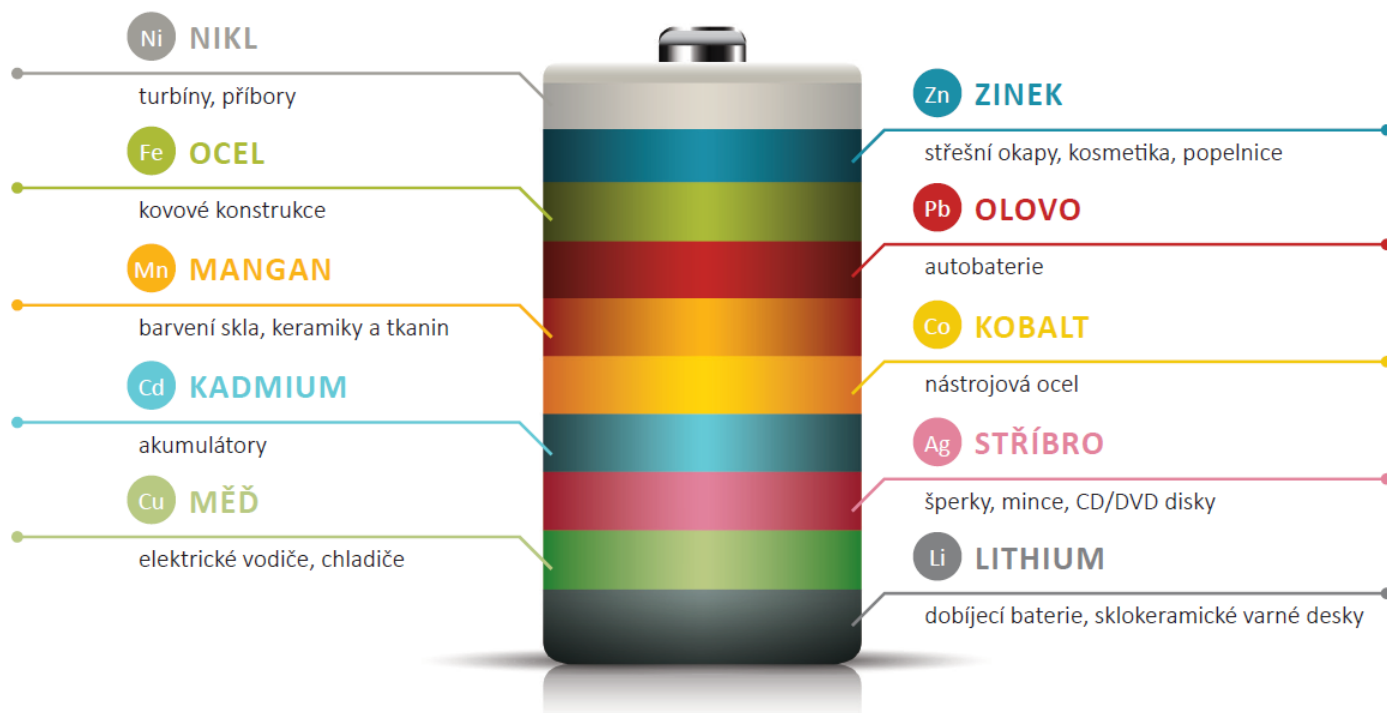 Ni NIKL
turbíny, příbory
Fe OCEL
kovové konstrukce
Mn MANGAN
barvení skla, keramiky a tkanin
Cd KADMIUM
akumulátory
Cu MĚĎ
elektrické vodiče, chladiče
Zn ZINEK
střešní okapy, kosmetika, popelnice
Pb OLOVO
autobaterie
Co KOBALT
nástrojová ocel
Ag STŘÍBRO
šperky, mince, CD/DVD disky
Li LITHIUM
dobíjecí baterie, sklokeramické varné desky